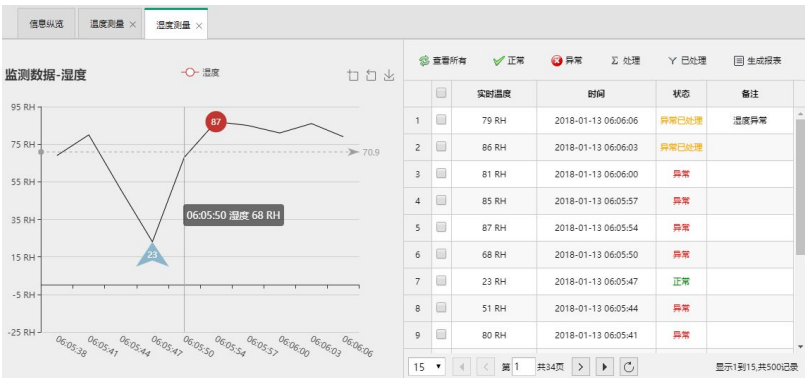 信息纵览 温度测量 × 湿度测量 ×
监测数据-湿度
湿度
95 RH
75 RH
55 RH
35 RH
15 RH
-5 RH
-25 RH
87
70.9
06:05:50 湿度 68 RH
23
06:05:38 06:05:41 06:05:44 06:05:47 06:05:50 06:05:54 06:05:57 06:06:00 06:06:03 06:06:06
查看所有 正常 异常 Σ 处理 Y 已处理 生成报表
实时温度 时间 状态 备注
1 79 RH 2018-01-13 06:06:06 异常已处理 湿度异常
2 86 RH 2018-01-13 06:06:03 异常已处理
3 81 RH 2018-01-13 06:06:00 异常
4 85 RH 2018-01-13 06:05:57 异常
5 87 RH 2018-01-13 06:05:54 异常
6 68 RH 2018-01-13 06:05:50 异常
7 23 RH 2018-01-13 06:05:47 正常
8 51 RH 2018-01-13 06:05:44 异常
9 80 RH 2018-01-13 06:05:41 异常
15 第 1 共34页 显示1到15,共500记录